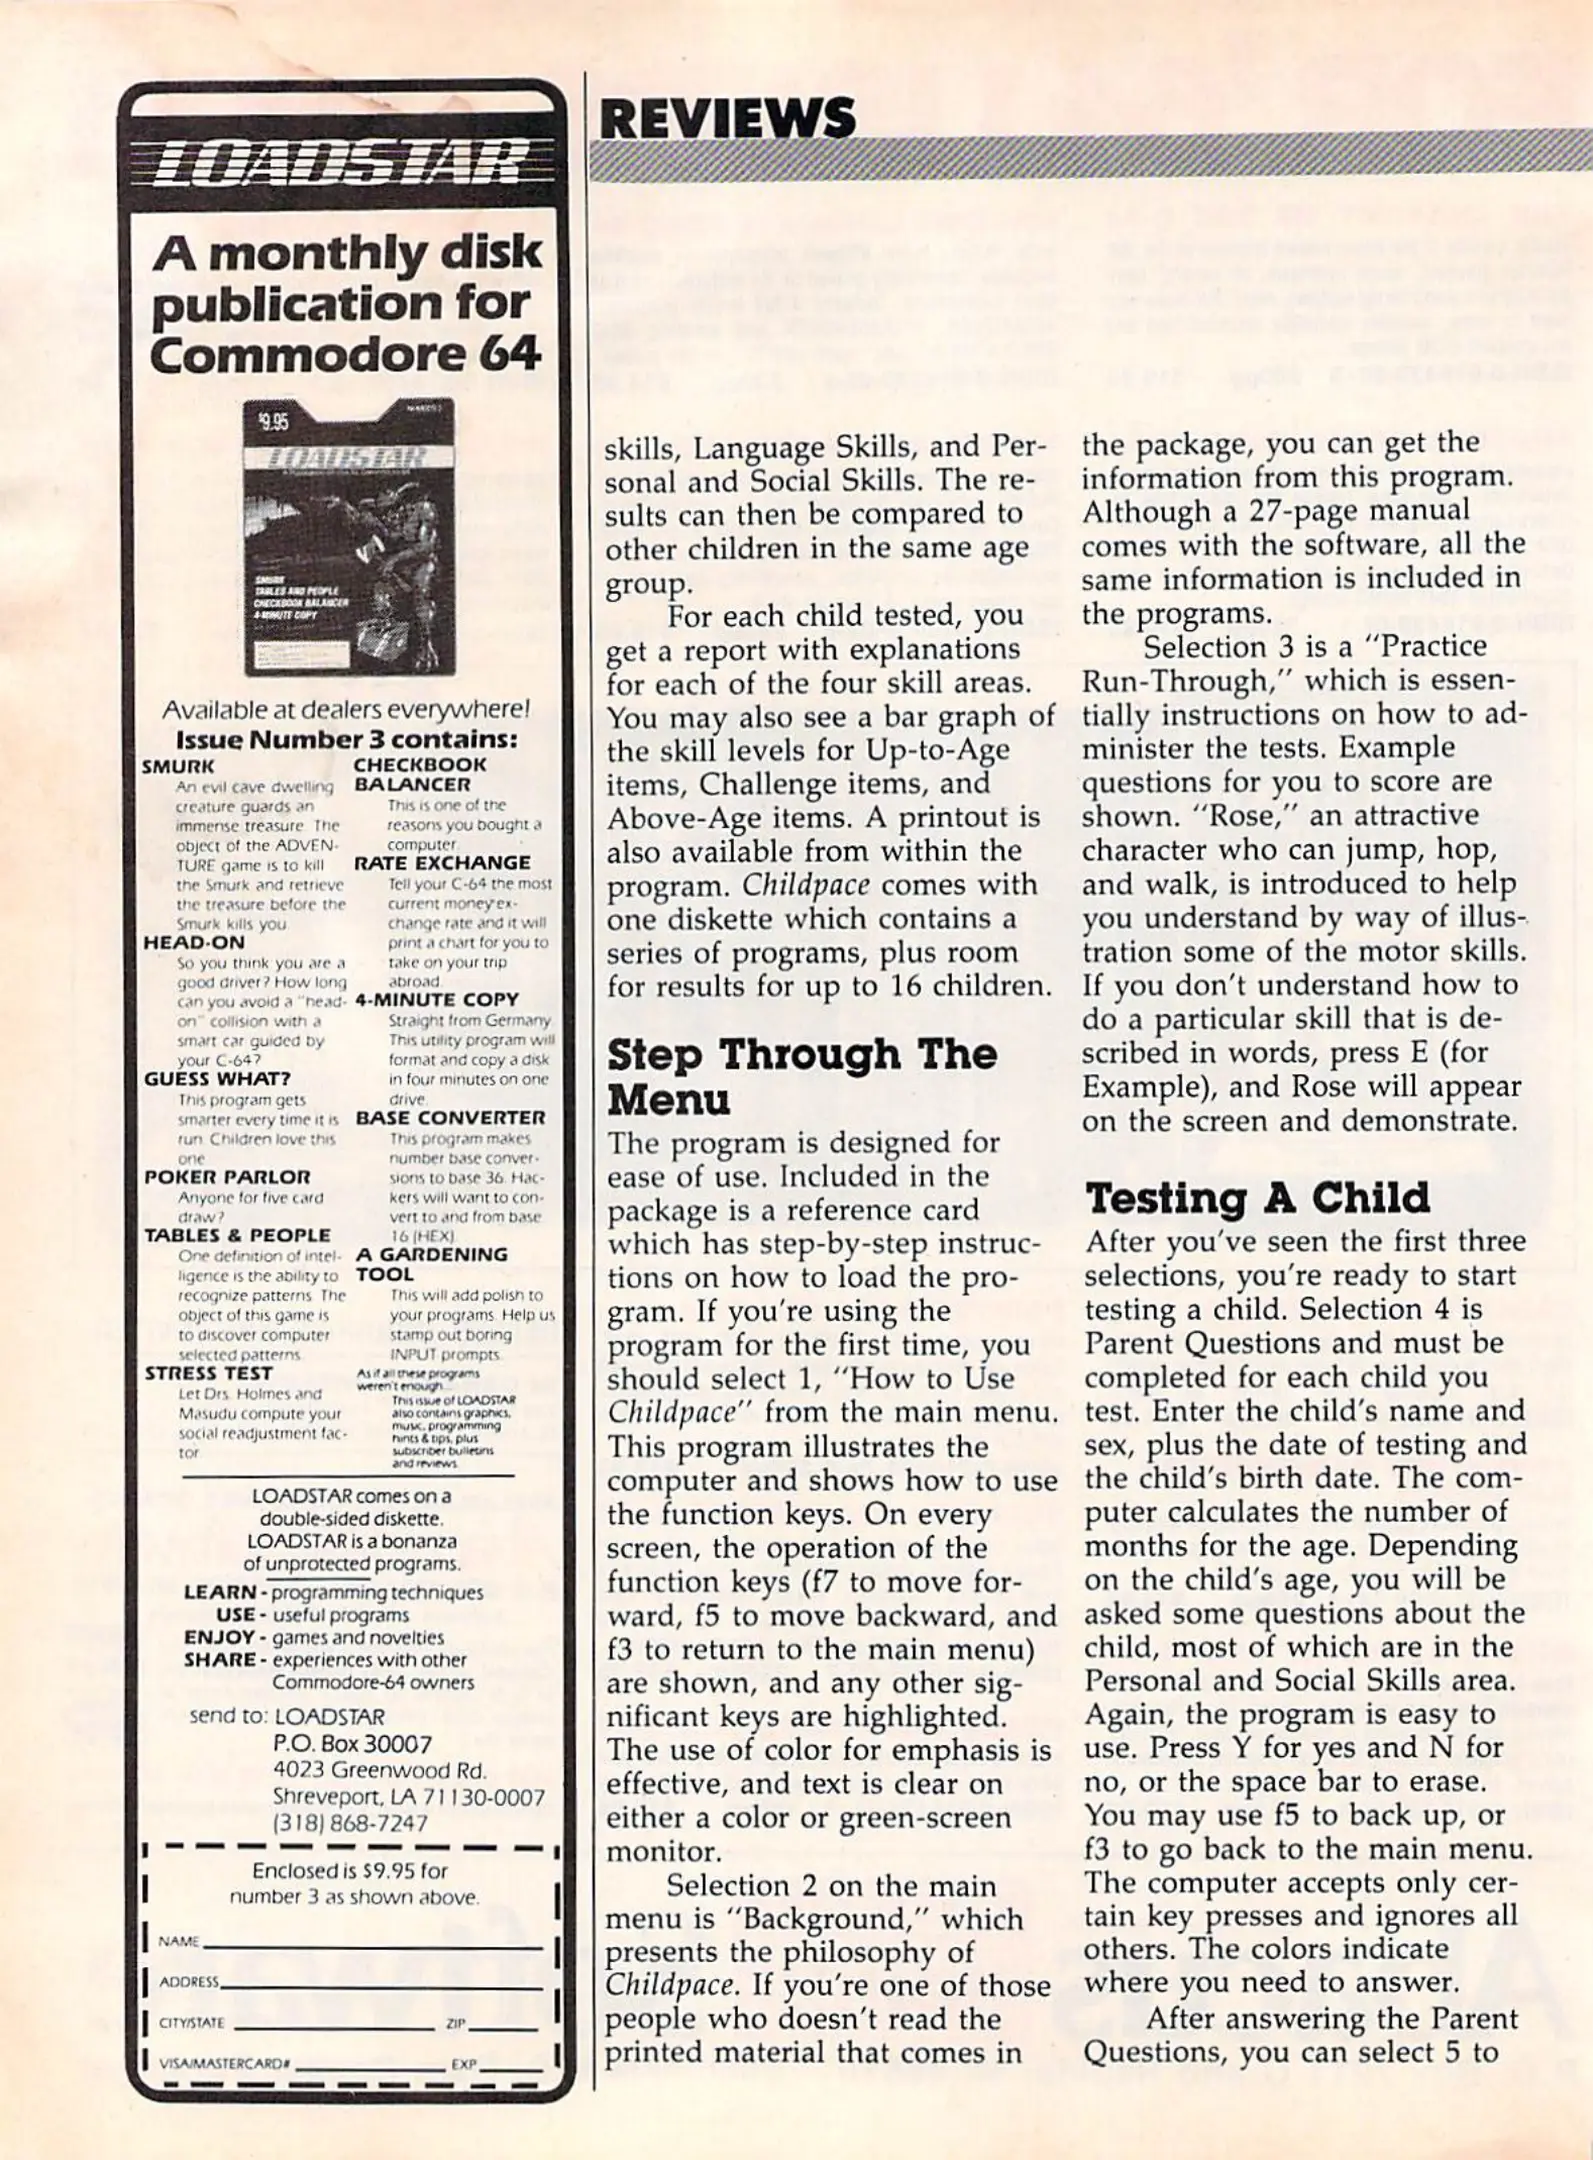 LOADSTAR
A monthly disk
publication for
Commodore 64
$9.95
LOADSTAR
SMURK
TABLES AND PEOPLE
CHECKBOOK BALANCER
4-MINUTE COPY
Available at dealers everywhere!
Issue Number 3 contains:
SMURK
An evil cave dwelling
creature guards an
immense treasure. The
object of the ADVEN-
TURE game is to kill
the Smurk and retrieve
the treasure before the
Smurk kills you.
HEAD-ON
So you think you are a
good driver? How long
can you avoid a "head-
on" collision with a
smart car guided by
your C-64?
GUESS WHAT?
This program gets
smarter every time it is
run. Children love this
one.
POKER PARLOR
Anyone for five card
draw?
TABLES & PEOPLE
One definition of intel-
ligence is the ability to
recognize patterns. The
object of this game is
to discover computer
selected patterns.
STRESS TEST
Let Drs. Holmes and
Masudu compute your
social readjustment fac-
tor.
CHECKBOOK
BALANCER
This is one of the
reasons you bought a
computer.
RATE EXCHANGE
Tell your C-64 the most
current money ex-
change rate and it will
print a chart for you to
take on your trip
abroad.
4-MINUTE COPY
Straight from Germany.
This utility program will
format and copy a disk
in four minutes on one
drive.
BASE CONVERTER
This program makes
number base conver-
sions to base 36. Hac-
kers will want to con-
vert to and from base
16 (HEX).
A GARDENING
TOOL
This will add polish to
your programs. Help us
stamp out boring
INPUT prompts.
As if all these programs
weren't enough...
This issue of LOADSTAR
also contains graphics,
music, programming
hints & tips, plus
subscriber bulletins
and reviews.
LOADSTAR comes on a
double-sided diskette.
LOADSTAR is a bonanza
of unprotected programs.
LEARN - programming techniques
USE - useful programs
ENJOY - games and novelties
SHARE - experiences with other
Commodore-64 owners
send to: LOADSTAR
P.O. Box 30007
4023 Greenwood Rd.
Shreveport, LA 71130-0007
(318) 868-7247
Enclosed is $9.95 for
number 3 as shown above.
NAME
ADDRESS
CITY/STATE ZIP
VISA/MASTERCARD# EXP
REVIEWS
skills, Language Skills, and Per-
sonal and Social Skills. The re-
sults can then be compared to
other children in the same age
group.
For each child tested, you
get a report with explanations
for each of the four skill areas.
You may also see a bar graph of
the skill levels for Up-to-Age
items, Challenge items, and
Above-Age items. A printout is
also available from within the
program. Childpace comes with
one diskette which contains a
series of programs, plus room
for results for up to 16 children.
Step Through The
Menu
The program is designed for
ease of use. Included in the
package is a reference card
which has step-by-step instruc-
tions on how to load the pro-
gram. If you're using the
program for the first time, you
should select 1, "How to Use
Childpace" from the main menu.
This program illustrates the
computer and shows how to use
the function keys. On every
screen, the operation of the
function keys (f7 to move for-
ward, f5 to move backward, and
f3 to return to the main menu)
are shown, and any other sig-
nificant keys are highlighted.
The use of color for emphasis is
effective, and text is clear on
either a color or green-screen
monitor.
Selection 2 on the main
menu is "Background," which
presents the philosophy of
Childpace. If you're one of those
people who doesn't read the
printed material that comes in
the package, you can get the
information from this program.
Although a 27-page manual
comes with the software, all the
same information is included in
the programs.
Selection 3 is a "Practice
Run-Through," which is essen-
tially instructions on how to ad-
minister the tests. Example
questions for you to score are
shown. "Rose," an attractive
character who can jump, hop,
and walk, is introduced to help
you understand by way of illus-
tration some of the motor skills.
If you don't understand how to
do a particular skill that is de-
scribed in words, press E (for
Example), and Rose will appear
on the screen and demonstrate.
Testing A Child
After you've seen the first three
selections, you're ready to start
testing a child. Selection 4 is
Parent Questions and must be
completed for each child you
test. Enter the child's name and
sex, plus the date of testing and
the child's birth date. The com-
puter calculates the number of
months for the age. Depending
on the child's age, you will be
asked some questions about the
child, most of which are in the
Personal and Social Skills area.
Again, the program is easy to
use. Press Y for yes and N for
no, or the space bar to erase.
You may use f5 to back up, or
f3 to go back to the main menu.
The computer accepts only cer-
tain key presses and ignores all
others. The colors indicate
where you need to answer.
After answering the Parent
Questions, you can select 5 to